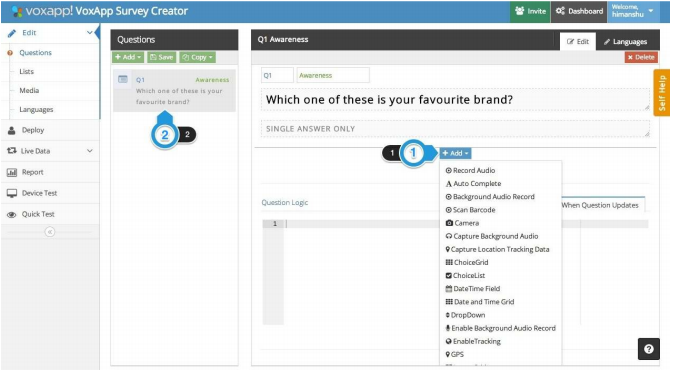 voxapp! VoxApp Survey Creator
Invite
Dashboard
Welcome,
himanshu
Edit
Questions
Lists
Media
Languages
Deploy
Live Data
Report
Device Test
Quick Test
Questions
+ Add
Save
Copy
Q1 Awareness
Which one of these is your
favourite brand?
2 2
Q1 Awareness
Edit
Languages
× Delete
Q1 Awareness
Which one of these is your favourite brand?
SINGLE ANSWER ONLY
1 1
+ Add
Record Audio
Auto Complete
Background Audio Record
Scan Barcode
Camera
Capture Background Audio
Capture Location Tracking Data
ChoiceGrid
ChoiceList
DateTime Field
Date and Time Grid
DropDown
Enable Background Audio Record
EnableTracking
GPS
Question Logic
When Question Updates
1
Self Help
?